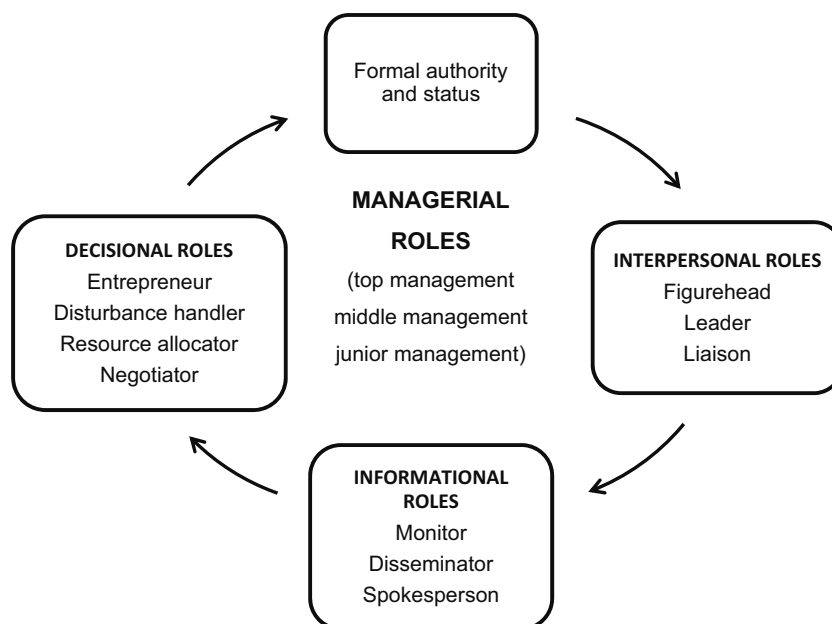 Formal authority
and status
MANAGERIAL
ROLES
(top management
middle management
junior management)
DECISIONAL ROLES
Entrepreneur
Disturbance handler
Resource allocator
Negotiator
INTERPERSONAL ROLES
Figurehead
Leader
Liaison
INFORMATIONAL
ROLES
Monitor
Disseminator
Spokesperson